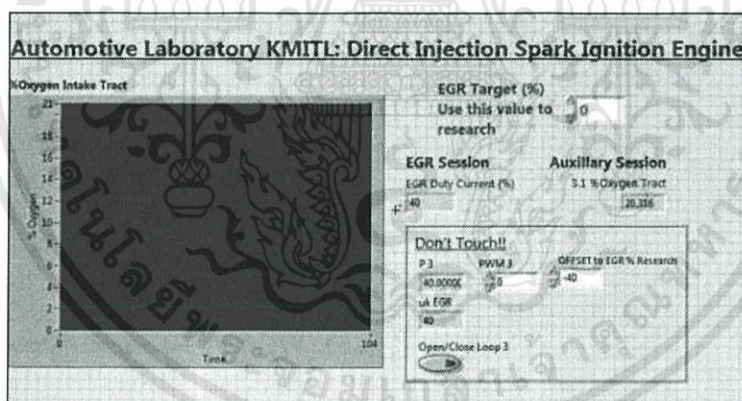 Automotive Laboratory KMITL: Direct Injection Spark Ignition Engine
%Oxygen Intake Tract
% Oxygen
21
18
16
14
12
10
8
6
4
2
0
0
104
Time
EGR Target (%)
Use this value to
research
0
EGR Session
Auxillary Session
EGR Duty Current (%)
3.1 %Oxygen Tract
40
20.316
Don't Touch!!
P 3
PWM 3
OFFSET to EGR % Research
40.0000
0
-40
uk EGR
40
Open/Close Loop 3